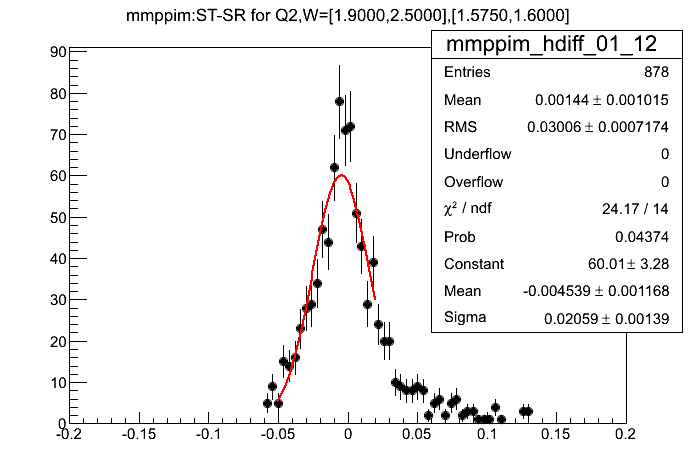 mmppim:ST-SR for Q2,W=[1.9000,2.5000],[1.5750,1.6000]
mmppim_hdiff_01_12
Entries 878
Mean 0.00144 ± 0.001015
RMS 0.03006 ± 0.0007174
Underflow 0
Overflow 0
χ² / ndf 24.17 / 14
Prob 0.04374
Constant 60.01± 3.28
Mean -0.004539 ± 0.001168
Sigma 0.02059 ± 0.00139
90
80
70
60
50
40
30
20
10
0
-0.2 -0.15 -0.1 -0.05 0 0.05 0.1 0.15 0.2